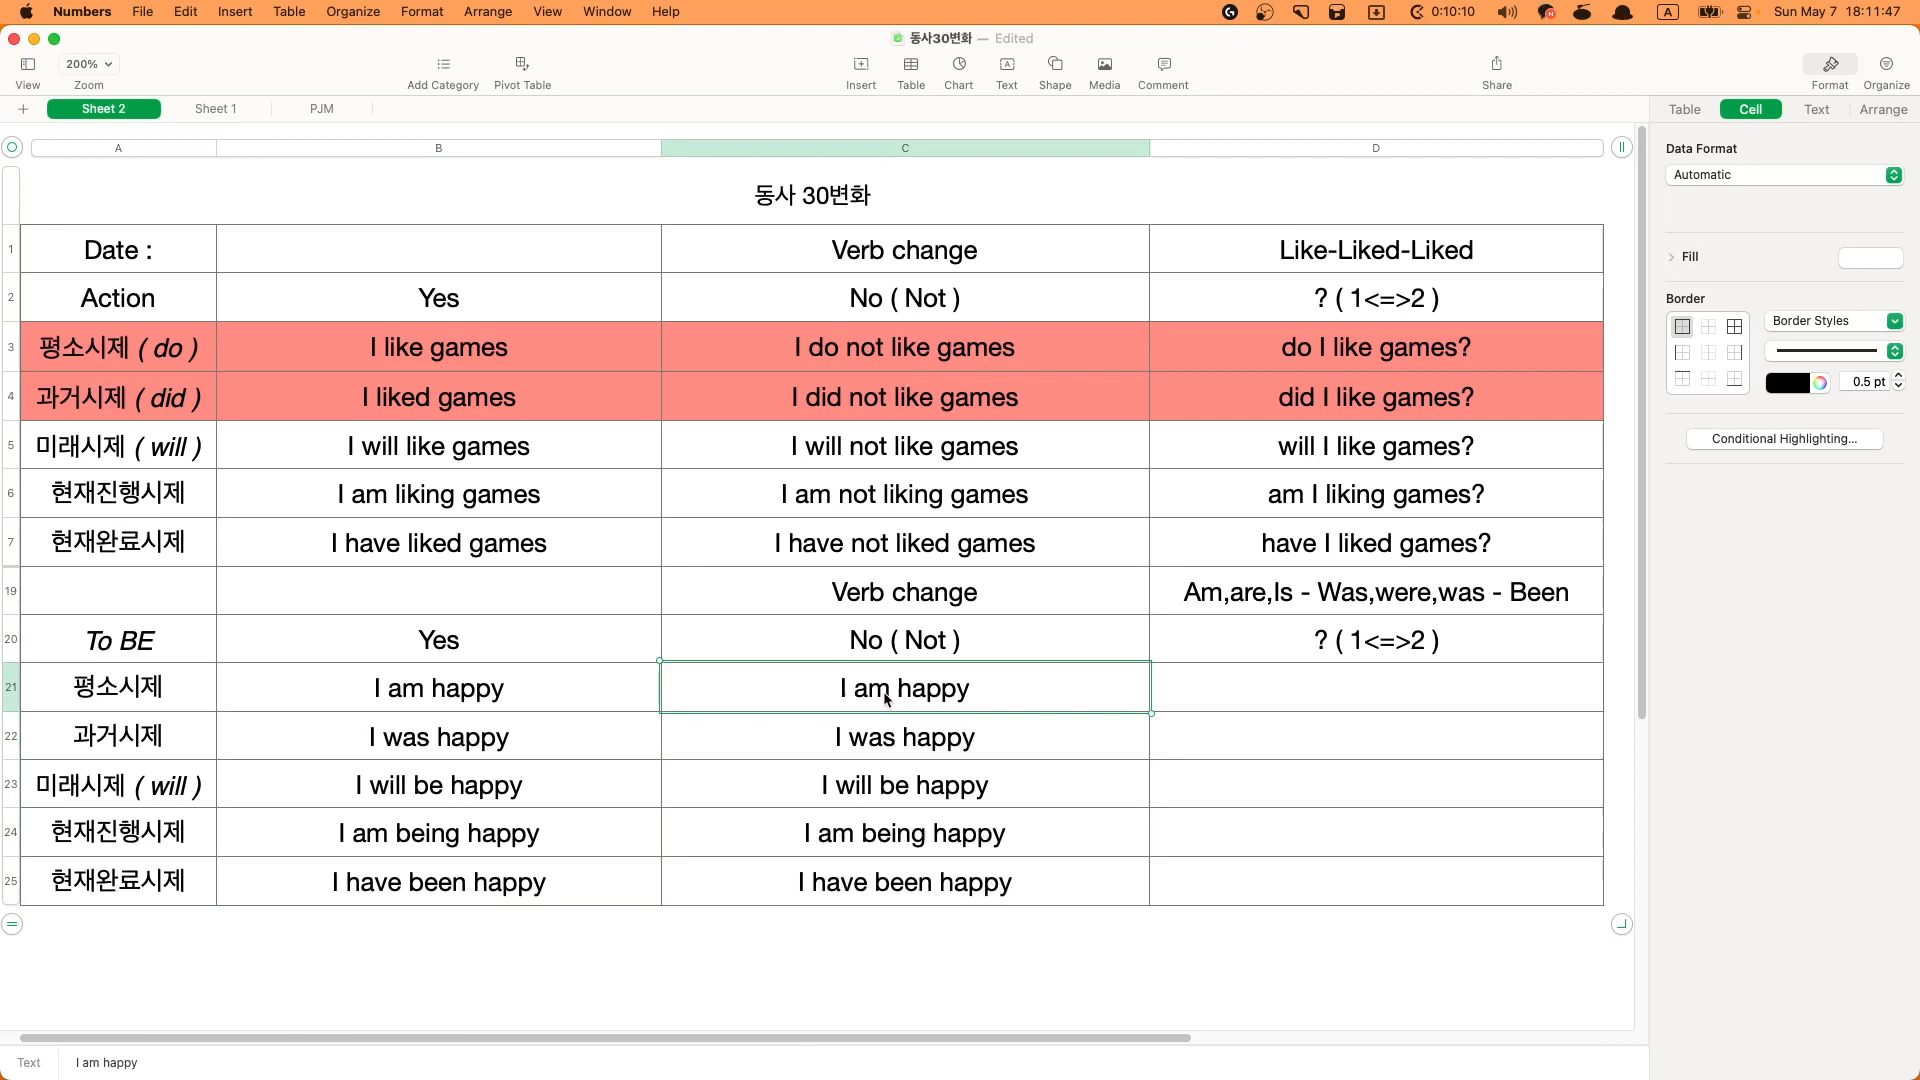 Numbers File Edit Insert Table Organize Format Arrange View Window Help 0:10:10 A Sun May 7 18:11:47
동사30변화 — Edited
200%
View Zoom Add Category Pivot Table Insert Table Chart Text Shape Media Comment Share Format Organize
Sheet 2 Sheet 1 PJM
Table Cell Text Arrange
A B C D
동사 30변화
1 Date : Verb change Like-Liked-Liked
2 Action Yes No ( Not ) ? ( 1<=>2 )
3 평소시제 ( do ) I like games I do not like games do I like games?
4 과거시제 ( did ) I liked games I did not like games did I like games?
5 미래시제 ( will ) I will like games I will not like games will I like games?
6 현재진행시제 I am liking games I am not liking games am I liking games?
7 현재완료시제 I have liked games I have not liked games have I liked games?
19 Verb change Am,are,Is - Was,were,was - Been
20 To BE Yes No ( Not ) ? ( 1<=>2 )
21 평소시제 I am happy I am happy
22 과거시제 I was happy I was happy
23 미래시제 ( will ) I will be happy I will be happy
24 현재진행시제 I am being happy I am being happy
25 현재완료시제 I have been happy I have been happy
Data Format
Automatic
Fill
Border
Border Styles
0.5 pt
Conditional Highlighting...
Text I am happy